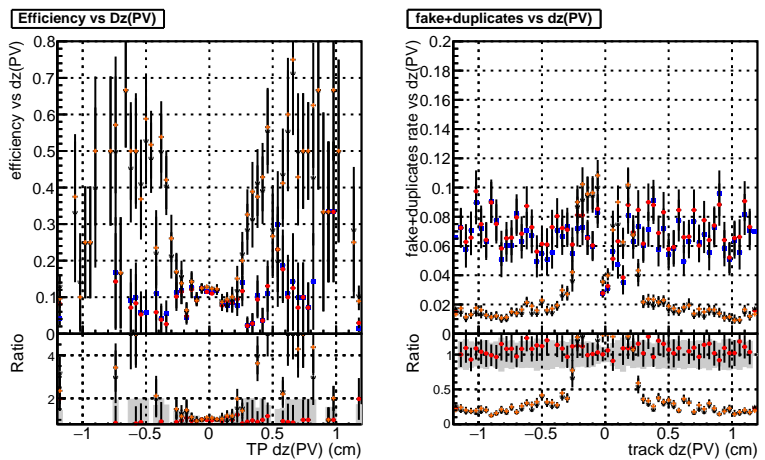 Efficiency vs Dz(PV)
efficiency vs dz(PV)
0.8
0.7
0.6
0.5
0.4
0.3
0.2
0.1
0
Ratio
4
2
−1 −0.5 0 0.5 1
TP dz(PV) (cm)
fake+duplicates vs dz(PV)
fake+duplicates rate vs dz(PV)
0.2
0.18
0.16
0.14
0.12
0.1
0.08
0.06
0.04
0.02
0
Ratio
1
0.5
0
−1 −0.5 0 0.5 1
track dz(PV) (cm)